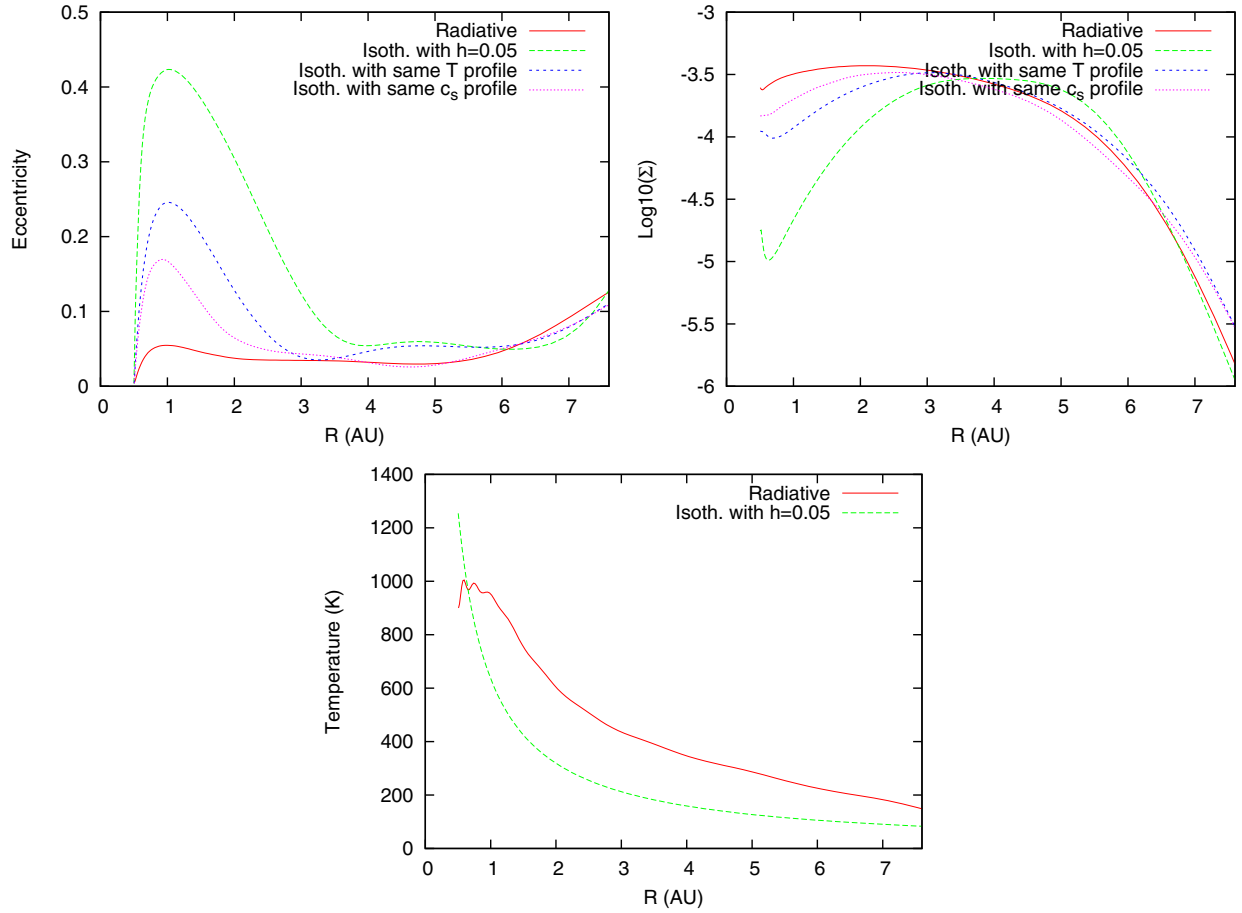 0.5
0.4
0.3
0.2
0.1
0
Eccentricity
0 1 2 3 4 5 6 7
R (AU)
Radiative
Isoth. with h=0.05
Isoth. with same T profile
Isoth. with same cs profile
-3
-3.5
-4
-4.5
-5
-5.5
-6
Log10(Σ)
0 1 2 3 4 5 6 7
R (AU)
Radiative
Isoth. with h=0.05
Isoth. with same T profile
Isoth. with same cs profile
1400
1200
1000
800
600
400
200
0
Temperature (K)
0 1 2 3 4 5 6 7
R (AU)
Radiative
Isoth. with h=0.05